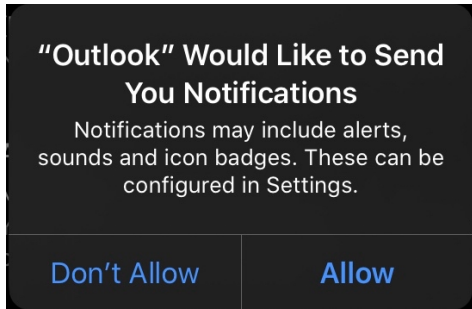 “Outlook” Would Like to Send
You Notifications
Notifications may include alerts,
sounds and icon badges. These can be
configured in Settings.
Don’t Allow
Allow